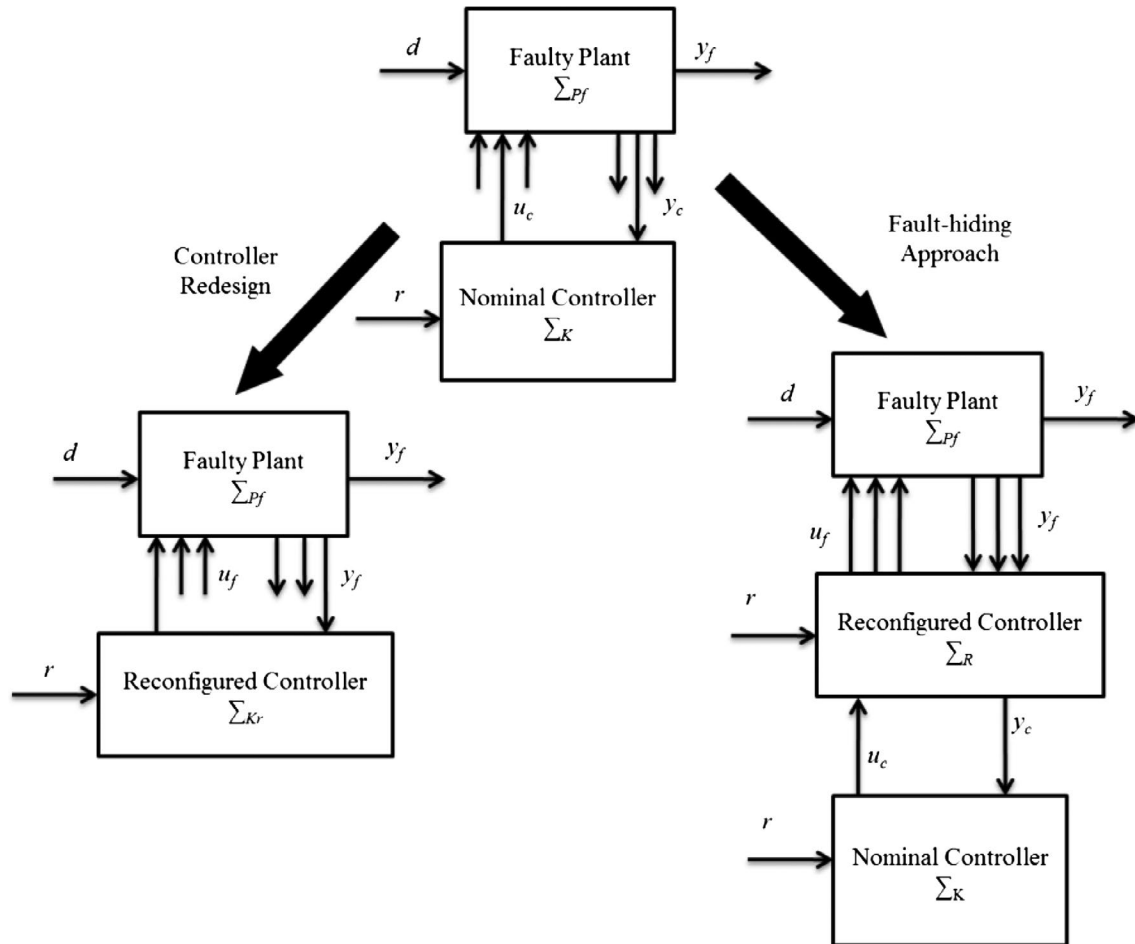 d
Faulty Plant
∑Pf
yf
uc
yc
Controller
Redesign
Fault-hiding
Approach
r
Nominal Controller
∑K
d
Faulty Plant
∑Pf
yf
uf
yf
r
Reconfigured Controller
∑Kr
d
Faulty Plant
∑Pf
yf
uf
yf
r
Reconfigured Controller
∑R
uc
yc
r
Nominal Controller
∑K